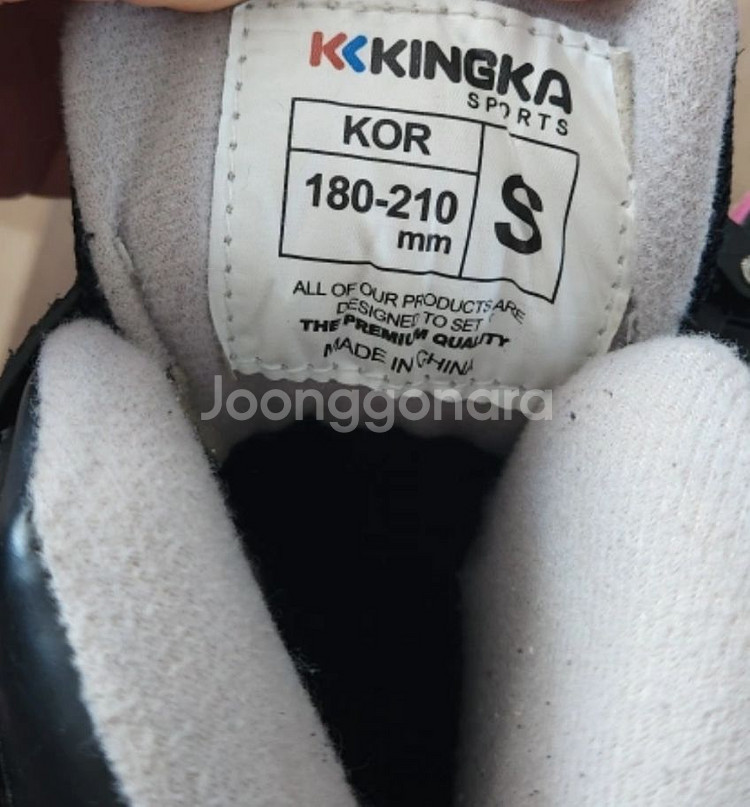 KINGKA
SPORTS
KOR
180-210
mm
S
ALL OF OUR PRODUCTS ARE
DESIGNED TO SET
THE PREMIUM QUALITY
MADE IN CHINA
Joonggonara